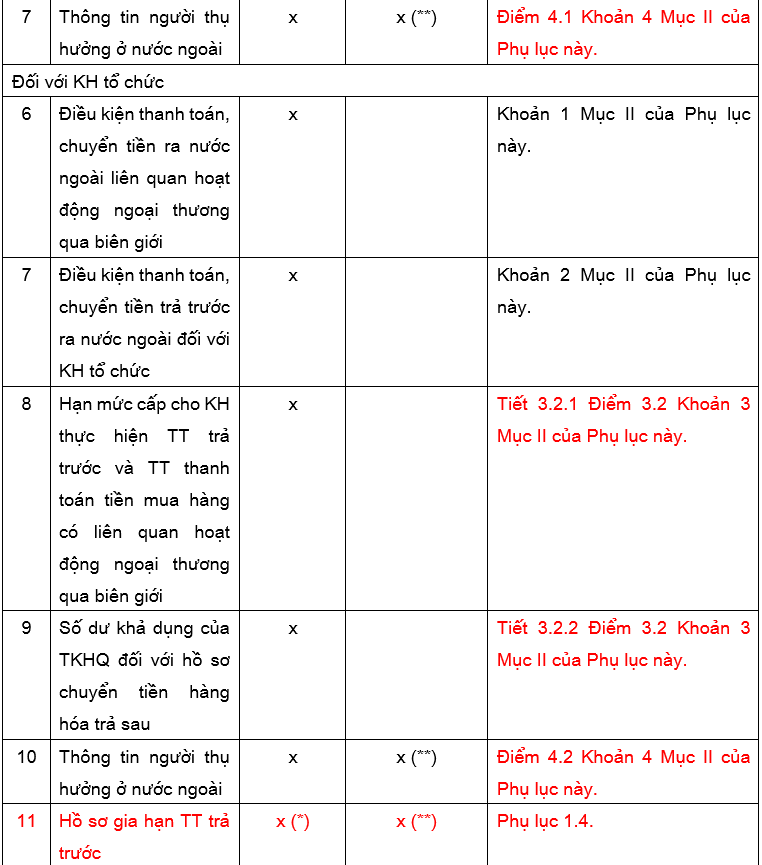 7 Thông tin người thụ x x (**) Điểm 4.1 Khoản 4 Mục II của
hưởng ở nước ngoài Phụ lục này.
Đối với KH tổ chức
6 Điều kiện thanh toán, x Khoản 1 Mục II của Phụ lục
chuyển tiền ra nước này.
ngoài liên quan hoạt
động ngoại thương
qua biên giới
7 Điều kiện thanh toán, x Khoản 2 Mục II của Phụ lục
chuyển tiền trả trước này.
ra nước ngoài đối với
KH tổ chức
8 Hạn mức cấp cho KH x Tiết 3.2.1 Điểm 3.2 Khoản 3
thực hiện TT trả Mục II của Phụ lục này.
trước và TT thanh
toán tiền mua hàng
có liên quan hoạt
động ngoại thương
qua biên giới
9 Số dư khả dụng của x Tiết 3.2.2 Điểm 3.2 Khoản 3
TKHQ đối với hồ sơ Mục II của Phụ lục này.
chuyển tiền hàng
hóa trả sau
10 Thông tin người thụ x x (**) Điểm 4.2 Khoản 4 Mục II của
hưởng ở nước ngoài Phụ lục này.
11 Hồ sơ gia hạn TT trả x (*) x (**) Phụ lục 1.4.
trước